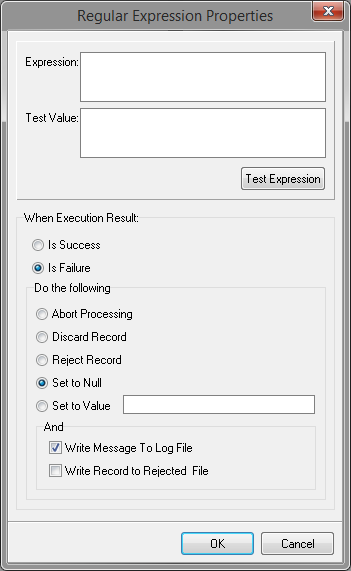 Regular Expression Properties
Expression:
Test Value:
Test Expression
When Execution Result:
Is Success
Is Failure
Do the following
Abort Processing
Discard Record
Reject Record
Set to Null
Set to Value
And
Write Message To Log File
Write Record to Rejected File
OK Cancel